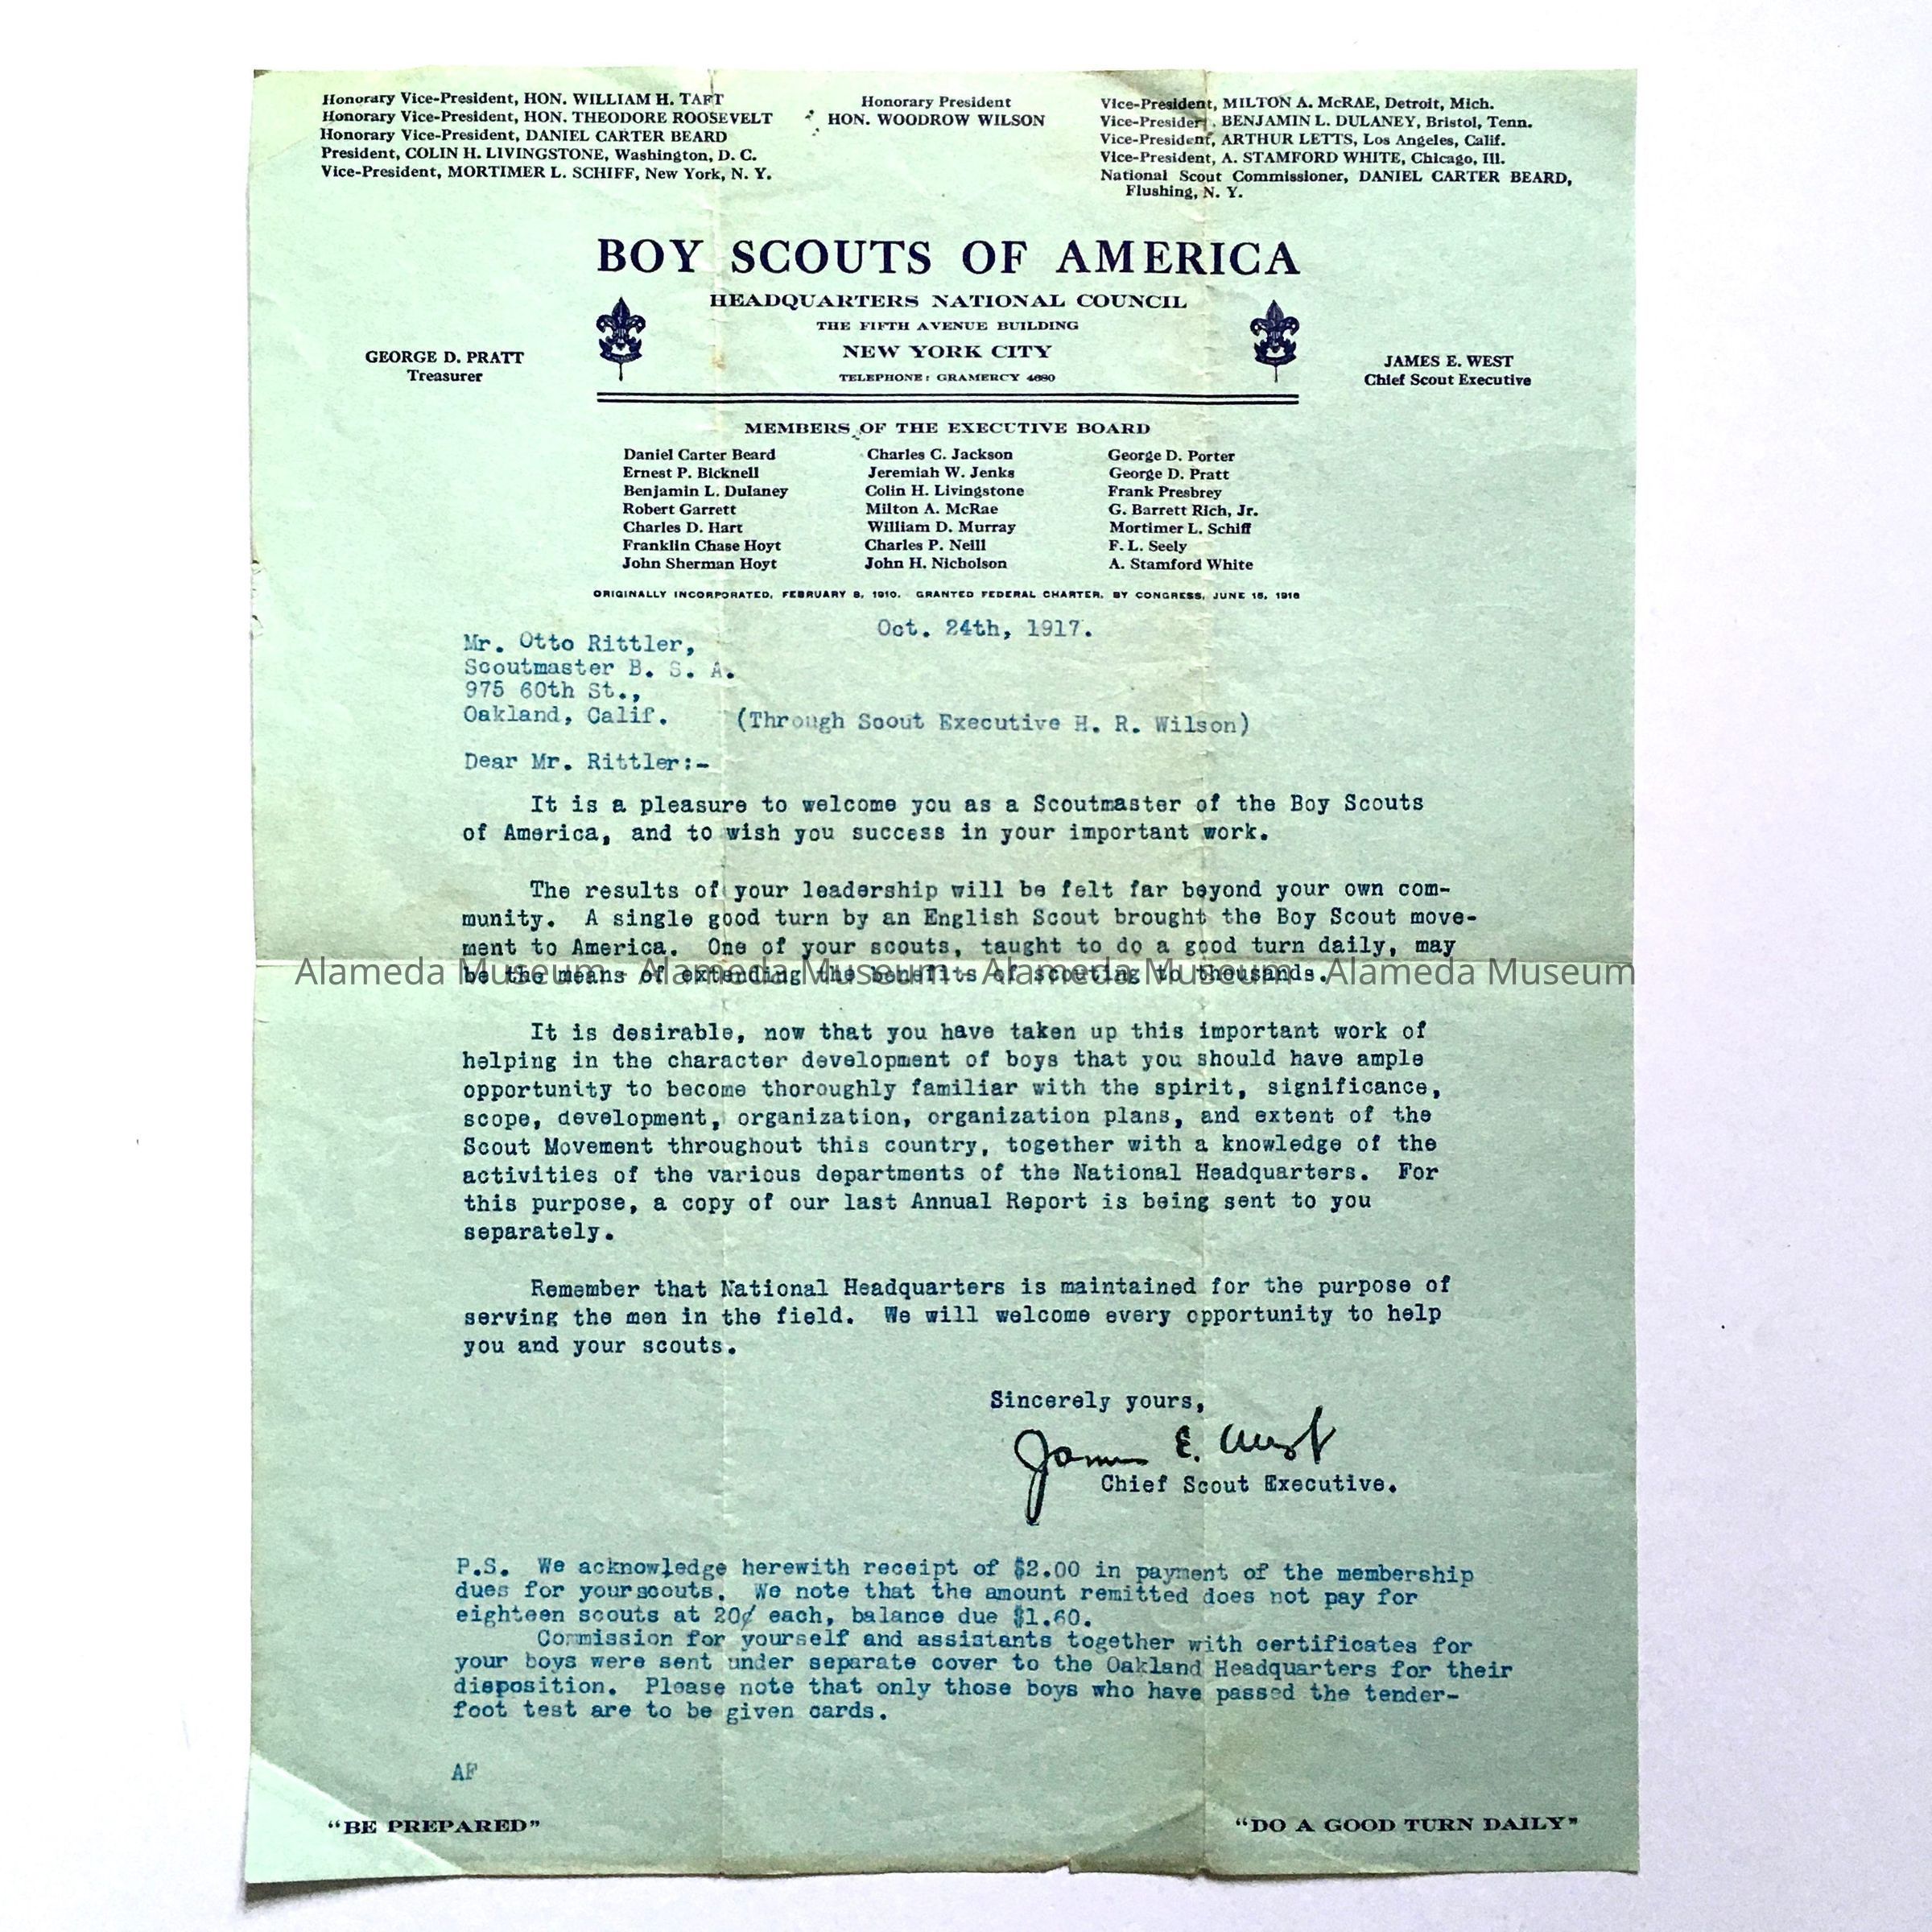 Honorary Vice-President, HON. WILLIAM H. TAFT
Honorary Vice-President, HON. THEODORE ROOSEVELT
Honorary Vice-President, DANIEL CARTER BEARD
President, COLIN H. LIVINGSTONE, Washington, D. C.
Vice-President, MORTIMER L. SCHIFF, New York, N. Y.
Honorary President
HON. WOODROW WILSON
Vice-President, MILTON A. McRAE, Detroit, Mich.
Vice-President, BENJAMIN L. DULANEY, Bristol, Tenn.
Vice-President, ARTHUR LETTS, Los Angeles, Calif.
Vice-President, A. STAMFORD WHITE, Chicago, Ill.
National Scout Commissioner, DANIEL CARTER BEARD,
Flushing, N. Y.
BOY SCOUTS OF AMERICA
HEADQUARTERS NATIONAL COUNCIL
THE FIFTH AVENUE BUILDING
NEW YORK CITY
TELEPHONE: GRAMERCY 4680
GEORGE D. PRATT
Treasurer
JAMES E. WEST
Chief Scout Executive
MEMBERS OF THE EXECUTIVE BOARD
Daniel Carter Beard
Ernest P. Bicknell
Benjamin L. Dulaney
Robert Garrett
Charles D. Hart
Franklin Chase Hoyt
John Sherman Hoyt
Charles C. Jackson
Jeremiah W. Jenks
Colin H. Livingstone
Milton A. McRae
William D. Murray
Charles P. Neill
John H. Nicholson
George D. Porter
George D. Pratt
Frank Presbrey
G. Barrett Rich, Jr.
Mortimer L. Schiff
F. L. Seely
A. Stamford White
ORIGINALLY INCORPORATED, FEBRUARY 8, 1910. GRANTED FEDERAL CHARTER, BY CONGRESS, JUNE 15, 1916
Oct. 24th, 1917.
Mr. Otto Rittler,
Scoutmaster B. S. A.
975 60th St.,
Oakland, Calif. (Through Scout Executive H. R. Wilson)
Dear Mr. Rittler:-
It is a pleasure to welcome you as a Scoutmaster of the Boy Scouts
of America, and to wish you success in your important work.
The results of your leadership will be felt far beyond your own com-
munity. A single good turn by an English Scout brought the Boy Scout move-
ment to America. One of your scouts, taught to do a good turn daily, may
be the means of extending the benefits of scouting to thousands.
Alameda Museum - Alameda Museum - Alameda Museum - Alameda Museum
It is desirable, now that you have taken up this important work of
helping in the character development of boys that you should have ample
opportunity to become thoroughly familiar with the spirit, significance,
scope, development, organization, organization plans, and extent of the
Scout Movement throughout this country, together with a knowledge of the
activities of the various departments of the National Headquarters. For
this purpose, a copy of our last Annual Report is being sent to you
separately.
Remember that National Headquarters is maintained for the purpose of
serving the men in the field. We will welcome every opportunity to help
you and your scouts.
Sincerely yours,
James E. West
Chief Scout Executive.
P.S. We acknowledge herewith receipt of $2.00 in payment of the membership
dues for yourscouts. We note that the amount remitted does not pay for
eighteen scouts at 20¢ each, balance due $1.60.
Commission for yourself and assistants together with certificates for
your boys were sent under separate cover to the Oakland Headquarters for their
disposition. Please note that only those boys who have passed the tender-
foot test are to be given cards.
AF
"BE PREPARED"
"DO A GOOD TURN DAILY"